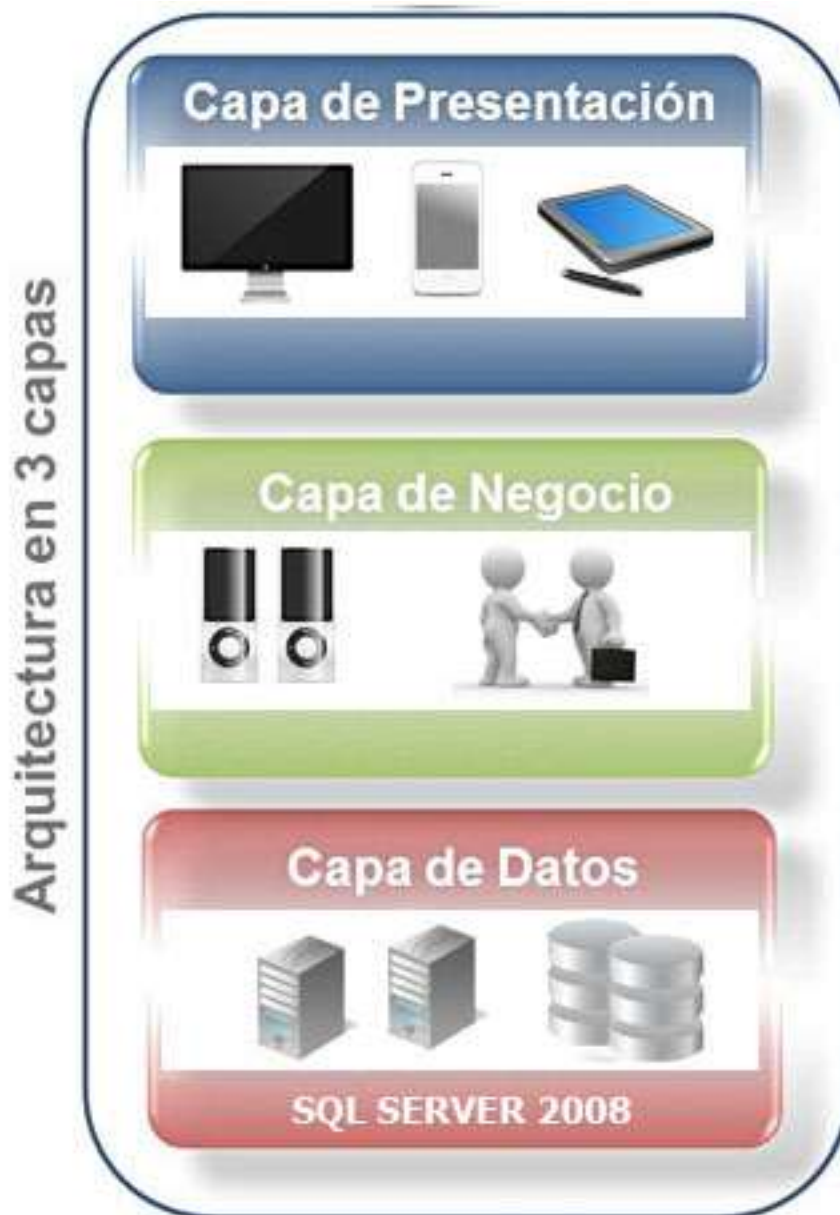 Arquitectura en 3 capas
Capa de Presentación
Capa de Negocio
Capa de Datos
SQL SERVER 2008